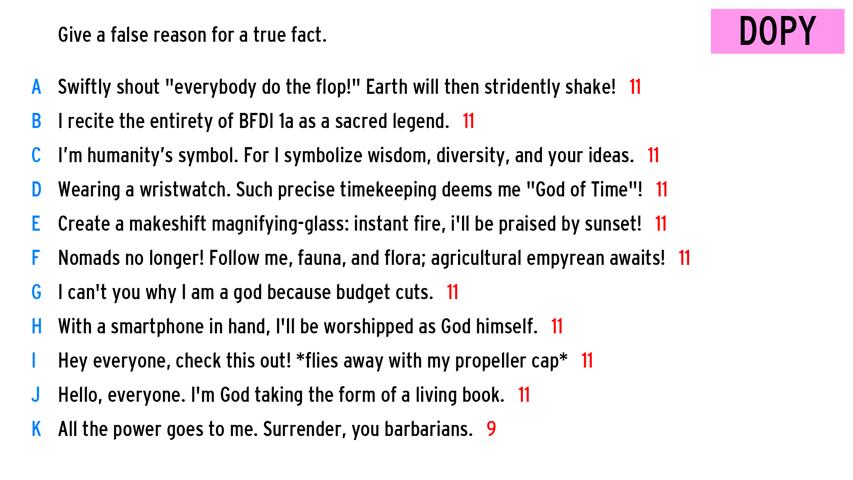 Give a false reason for a true fact.
DOPY
A Swiftly shout "everybody do the flop!" Earth will then stridently shake! 11
B I recite the entirety of BFDI 1a as a sacred legend. 11
C I'm humanity's symbol. For I symbolize wisdom, diversity, and your ideas. 11
D Wearing a wristwatch. Such precise timekeeping deems me "God of Time"! 11
E Create a makeshift magnifying-glass: instant fire, i'll be praised by sunset! 11
F Nomads no longer! Follow me, fauna, and flora; agricultural empyrean awaits! 11
G I can't you why I am a god because budget cuts. 11
H With a smartphone in hand, I'll be worshipped as God himself. 11
I Hey everyone, check this out! *flies away with my propeller cap* 11
J Hello, everyone. I'm God taking the form of a living book. 11
K All the power goes to me. Surrender, you barbarians. 9